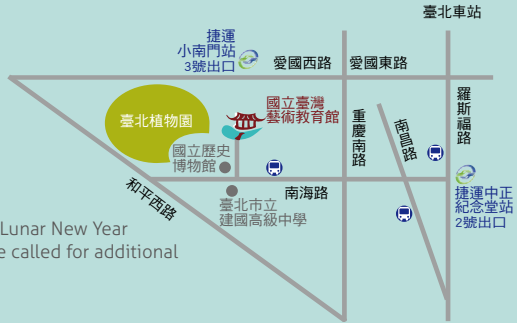 臺北車站
捷運
小南門站
3號出口
愛國西路
愛國東路
國立臺灣
藝術教育館
臺北植物園
重慶南路
南昌路
羅斯福路
國立歷史
博物館
和平西路
南海路
臺北市立
建國高級中學
捷運中正
紀念堂站
2號出口
Lunar New Year
e called for additional